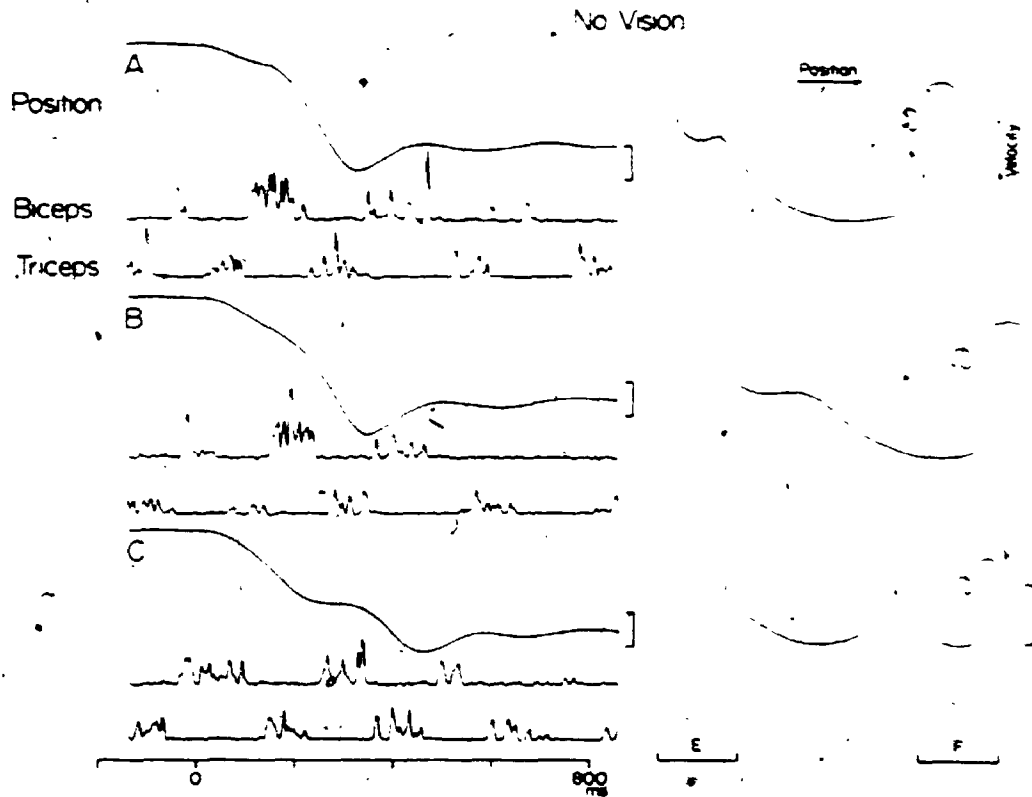 No Vision
A
Position
Position
Velocity
Biceps
Triceps
B
C
E
F
0
800
ms